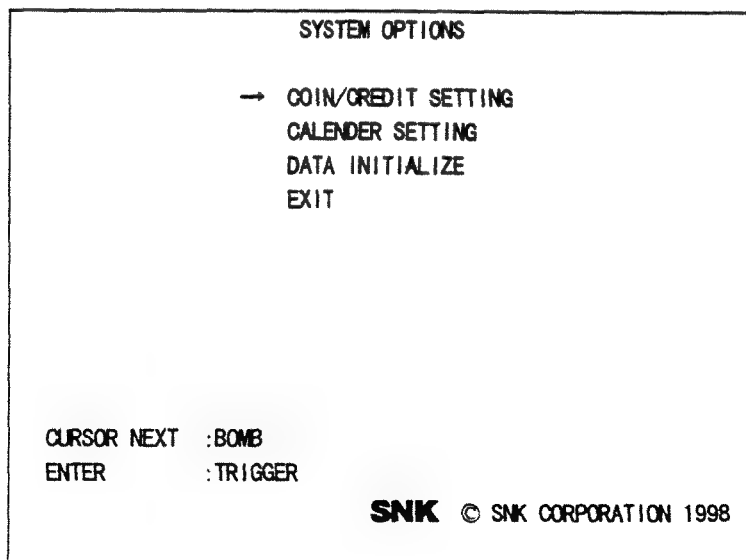 SYSTEM OPTIONS
→ COIN/CREDIT SETTING
CALENDER SETTING
DATA INITIALIZE
EXIT
CURSOR NEXT :BOMB
ENTER :TRIGGER
SNK © SNK CORPORATION 1998